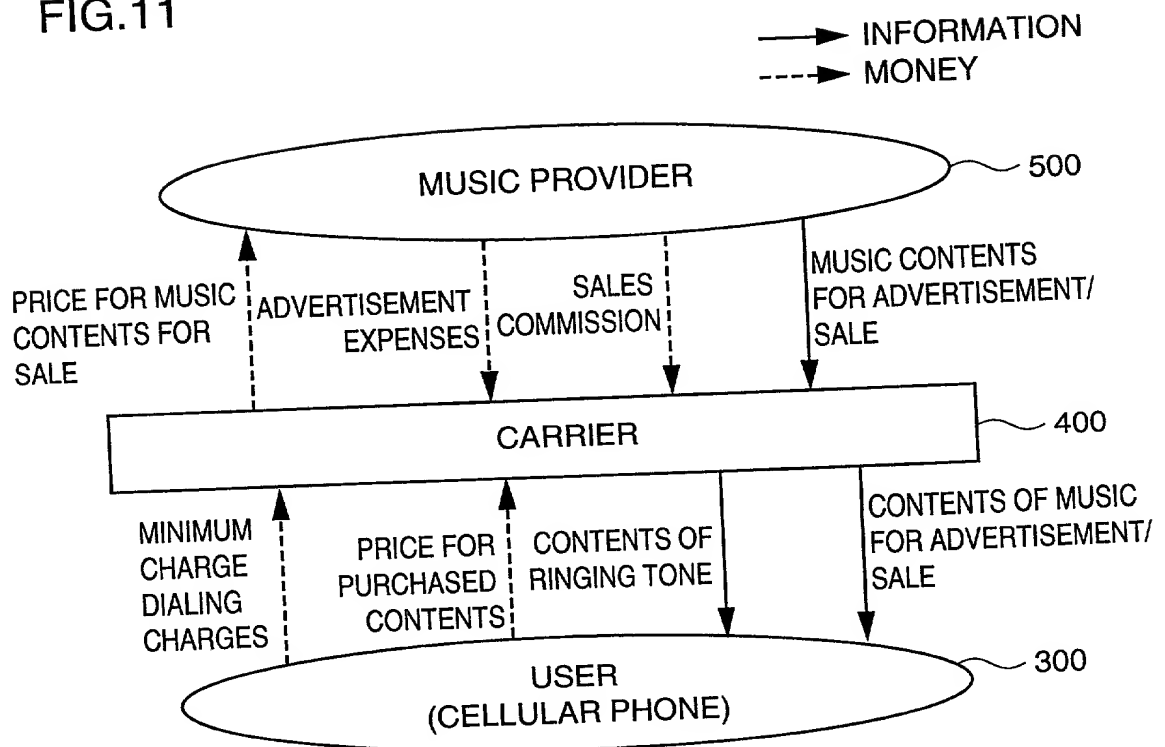 FIG.11
INFORMATION
MONEY
MUSIC PROVIDER
500
PRICE FOR MUSIC
CONTENTS FOR
SALE
ADVERTISEMENT
EXPENSES
SALES
COMMISSION
MUSIC CONTENTS
FOR ADVERTISEMENT/
SALE
CARRIER
400
MINIMUM
CHARGE
DIALING
CHARGES
PRICE FOR
PURCHASED
CONTENTS
CONTENTS OF
RINGING TONE
CONTENTS OF MUSIC
FOR ADVERTISEMENT/
SALE
USER
(CELLULAR PHONE)
300